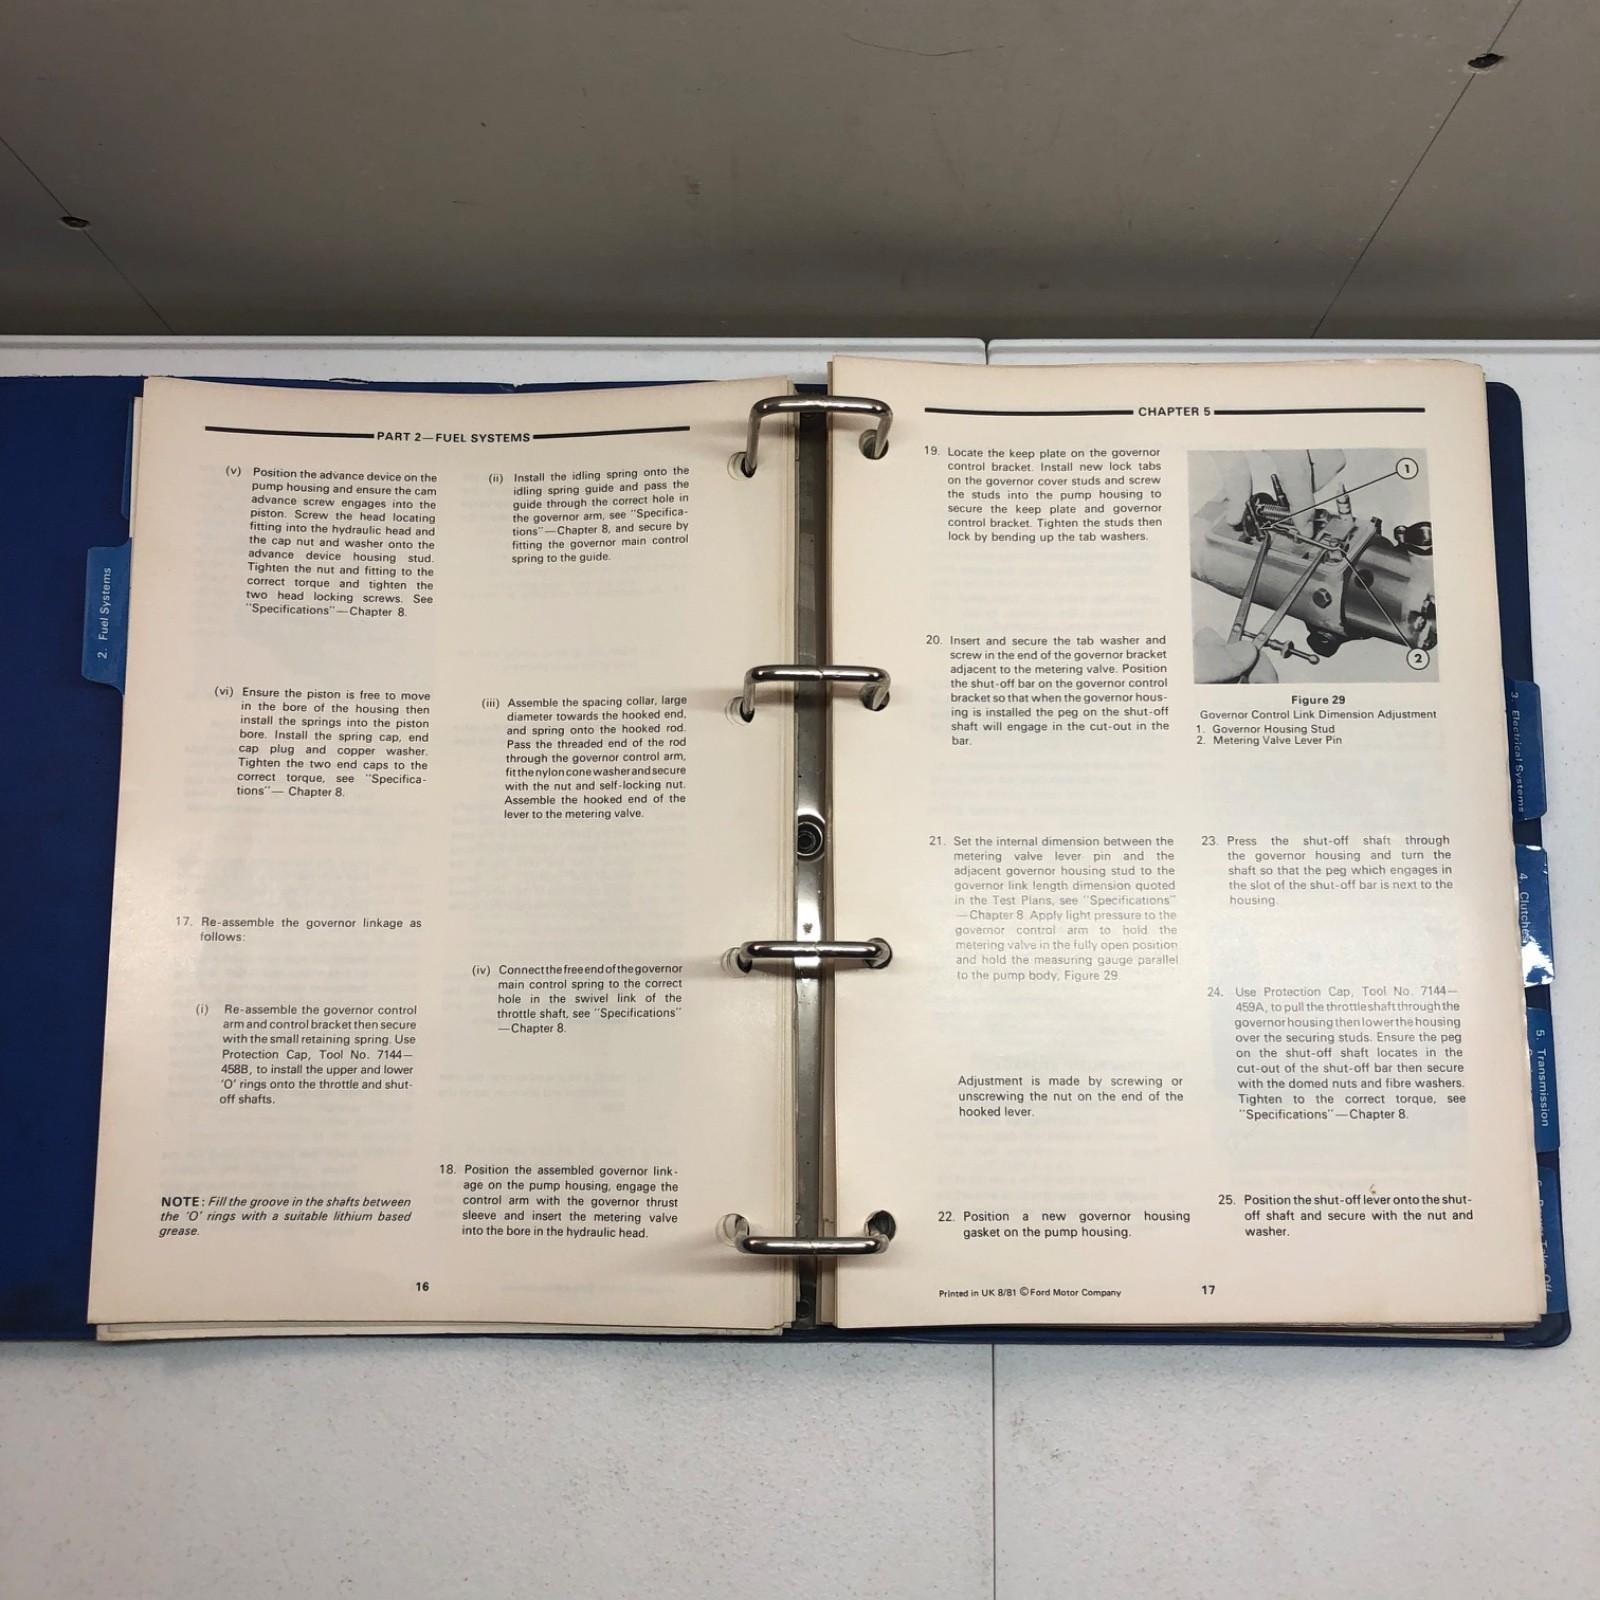 2. Fuel Systems
PART 2—FUEL SYSTEMS
(v) Position the advance device on the
pump housing and ensure the cam
advance screw engages into the
piston. Screw the head locating
fitting into the hydraulic head and
the cap nut and washer onto the
advance device housing stud.
Tighten the nut and fitting to the
correct torque and tighten the
two head locking screws. See
"Specifications"—Chapter 8.
(vi) Ensure the piston is free to move
in the bore of the housing then
install the springs into the piston
bore. Install the spring cap, end
cap plug and copper washer.
Tighten the two end caps to the
correct torque, see "Specifica-
tions"— Chapter 8.
17. Re-assemble the governor linkage as
follows:
(i) Re-assemble the governor control
arm and control bracket then secure
with the small retaining spring. Use
Protection Cap, Tool No. 7144—
458B, to install the upper and lower
'O' rings onto the throttle and shut-
off shafts.
NOTE: Fill the groove in the shafts between
the 'O' rings with a suitable lithium based
grease.
(ii) Install the idling spring onto the
idling spring guide and pass the
guide through the correct hole in
the governor arm, see "Specifica-
tions"—Chapter 8, and secure by
fitting the governor main control
spring to the guide.
(iii) Assemble the spacing collar, large
diameter towards the hooked end,
and spring onto the hooked rod.
Pass the threaded end of the rod
through the governor control arm,
fit the nylon cone washer and secure
with the nut and self-locking nut.
Assemble the hooked end of the
lever to the metering valve.
(iv) Connect the free end of the governor
main control spring to the correct
hole in the swivel link of the
throttle shaft, see "Specifications"
—Chapter 8.
18. Position the assembled governor link-
age on the pump housing, engage the
control arm with the governor thrust
sleeve and insert the metering valve
into the bore in the hydraulic head.
16
CHAPTER 5
19. Locate the keep plate on the governor
control bracket. Install new lock tabs
on the governor cover studs and screw
the studs into the pump housing to
secure the keep plate and governor
control bracket. Tighten the studs then
lock by bending up the tab washers.
20. Insert and secure the tab washer and
screw in the end of the governor bracket
adjacent to the metering valve. Position
the shut-off bar on the governor control
bracket so that when the governor hous-
ing is installed the peg on the shut-off
shaft will engage in the cut-out in the
bar.
21. Set the internal dimension between the
metering valve lever pin and the
adjacent governor housing stud to the
governor link length dimension quoted
in the Test Plans, see "Specifications"
—Chapter 8. Apply light pressure to the
governor control arm to hold the
metering valve in the fully open position
and hold the measuring gauge parallel
to the pump body, Figure 29.
Adjustment is made by screwing or
unscrewing the nut on the end of the
hooked lever.
22. Position a new governor housing
gasket on the pump housing.
1
2
Figure 29
Governor Control Link Dimension Adjustment
1. Governor Housing Stud
2. Metering Valve Lever Pin
23. Press the shut-off shaft through
the governor housing and turn the
shaft so that the peg which engages in
the slot of the shut-off bar is next to the
housing.
24. Use Protection Cap, Tool No. 7144—
459A, to pull the throttle shaft through the
governor housing then lower the housing
over the securing studs. Ensure the peg
on the shut-off shaft locates in the
cut-out of the shut-off bar then secure
with the domed nuts and fibre washers.
Tighten to the correct torque, see
"Specifications"—Chapter 8.
25. Position the shut-off lever onto the shut-
off shaft and secure with the nut and
washer.
Printed in UK 8/81 ©Ford Motor Company
17
3. Electrical Systems
4. Clutches
5. Transmission